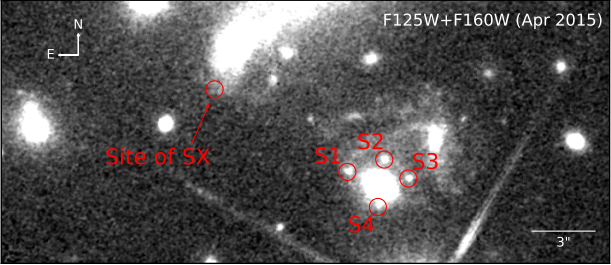 F125W+F160W (Apr 2015)
N
E
Site of SX
S1
S2
S3
S4
3"